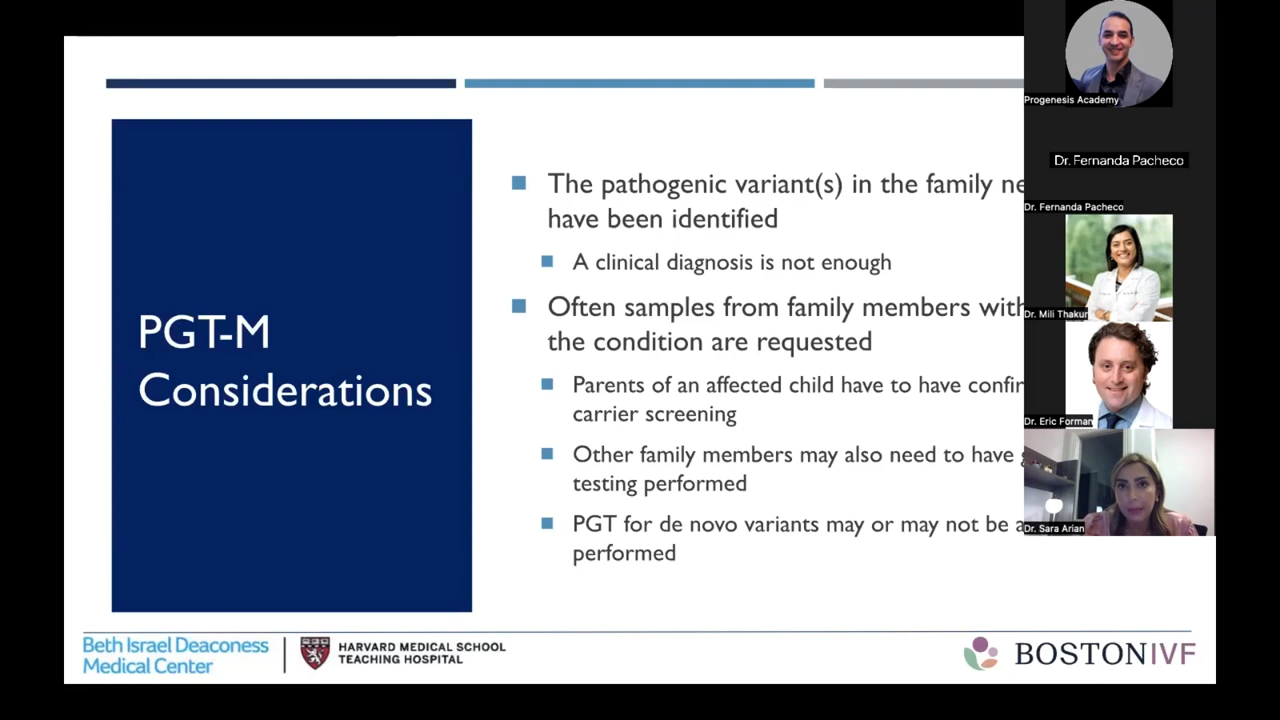 PGT-M
Considerations
The pathogenic variant(s) in the family
have been identified
A clinical diagnosis is not enough
Often samples from family members with
the condition are requested
Parents of an affected child have to have
carrier screening
Other family members may also need to have
testing performed
PGT for de novo variants may or may not be
performed
Progenesis Academy
Dr. Fernanda Pacheco
Dr. Fernanda Pacheco
Dr. Mili Thakur
Dr. Eric Forman
Dr. Sara Arian
Beth Israel Deaconess
Medical Center
HARVARD MEDICAL SCHOOL
TEACHING HOSPITAL
BOSTONIVF